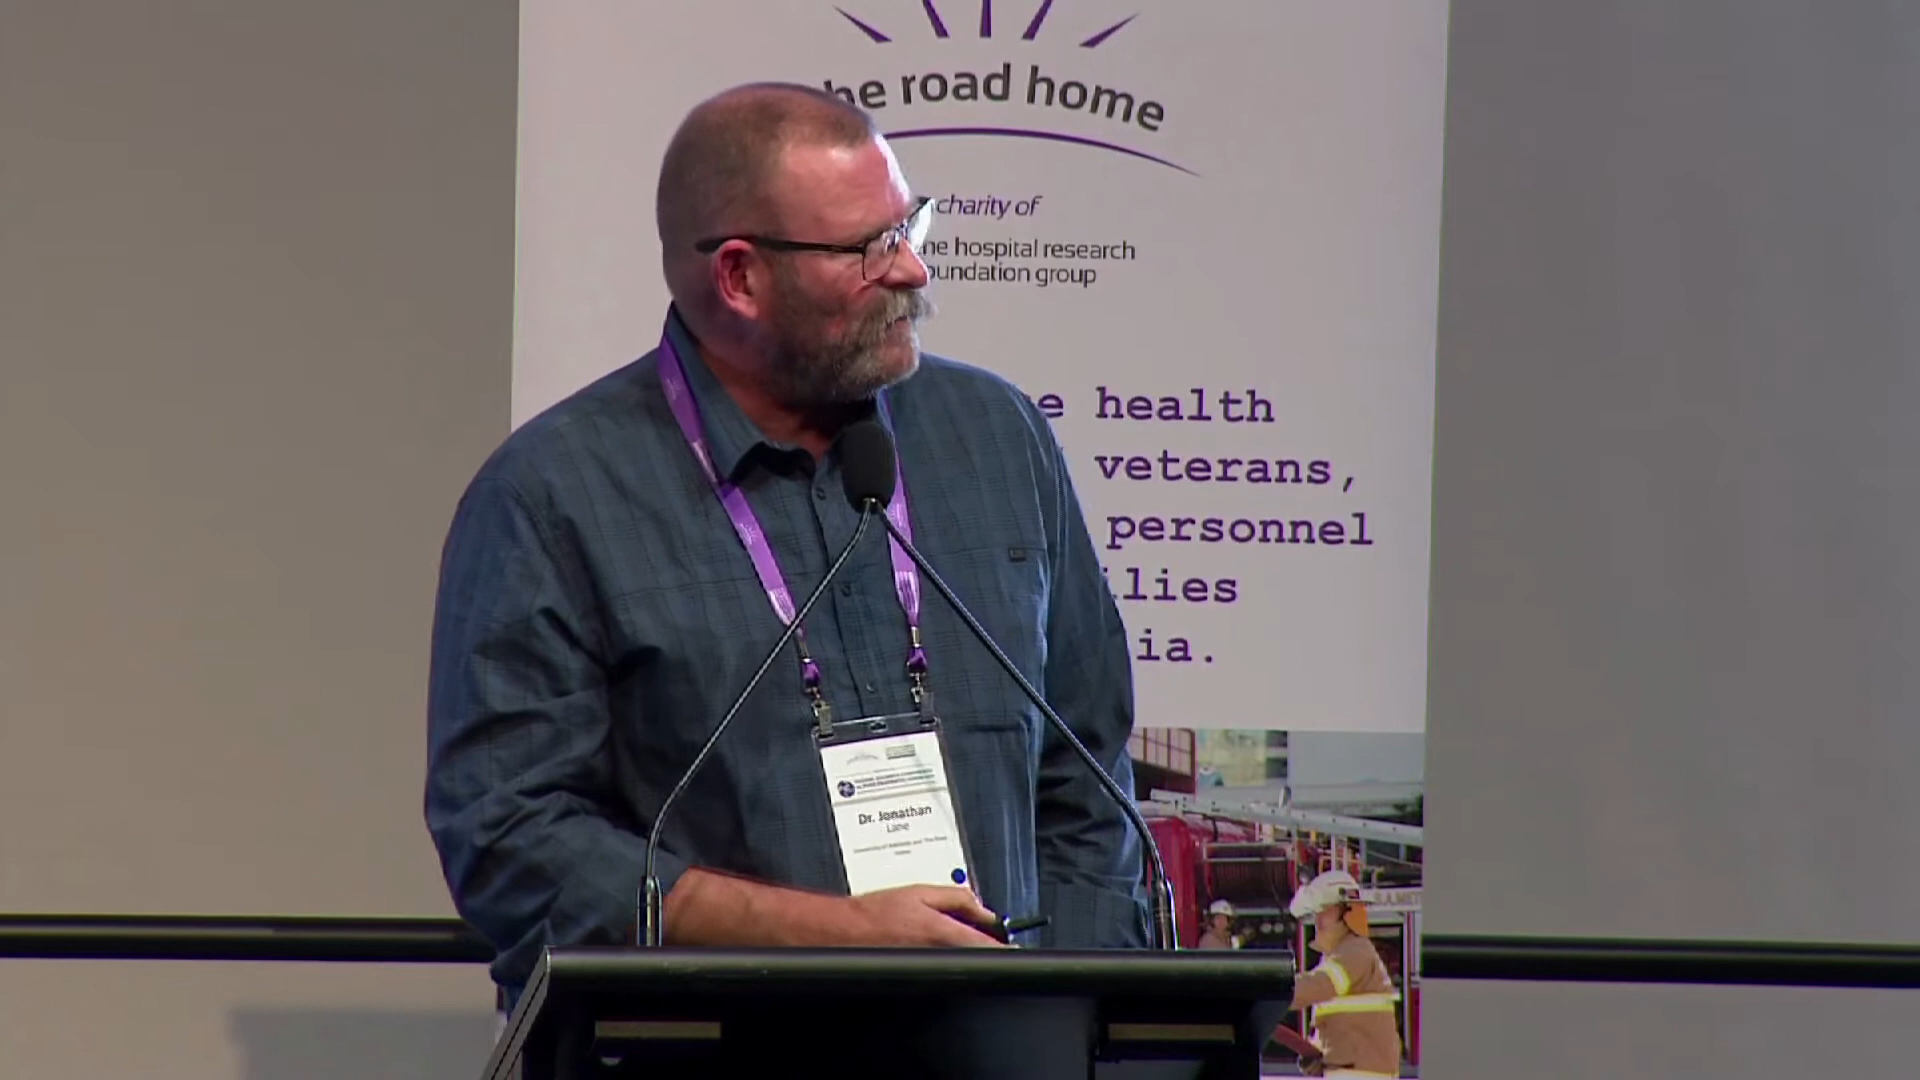 he road home
charity of
he hospital research
oundation group
e health
veterans,
personnel
ilies
ia.
Dr. Jonathan
Lane